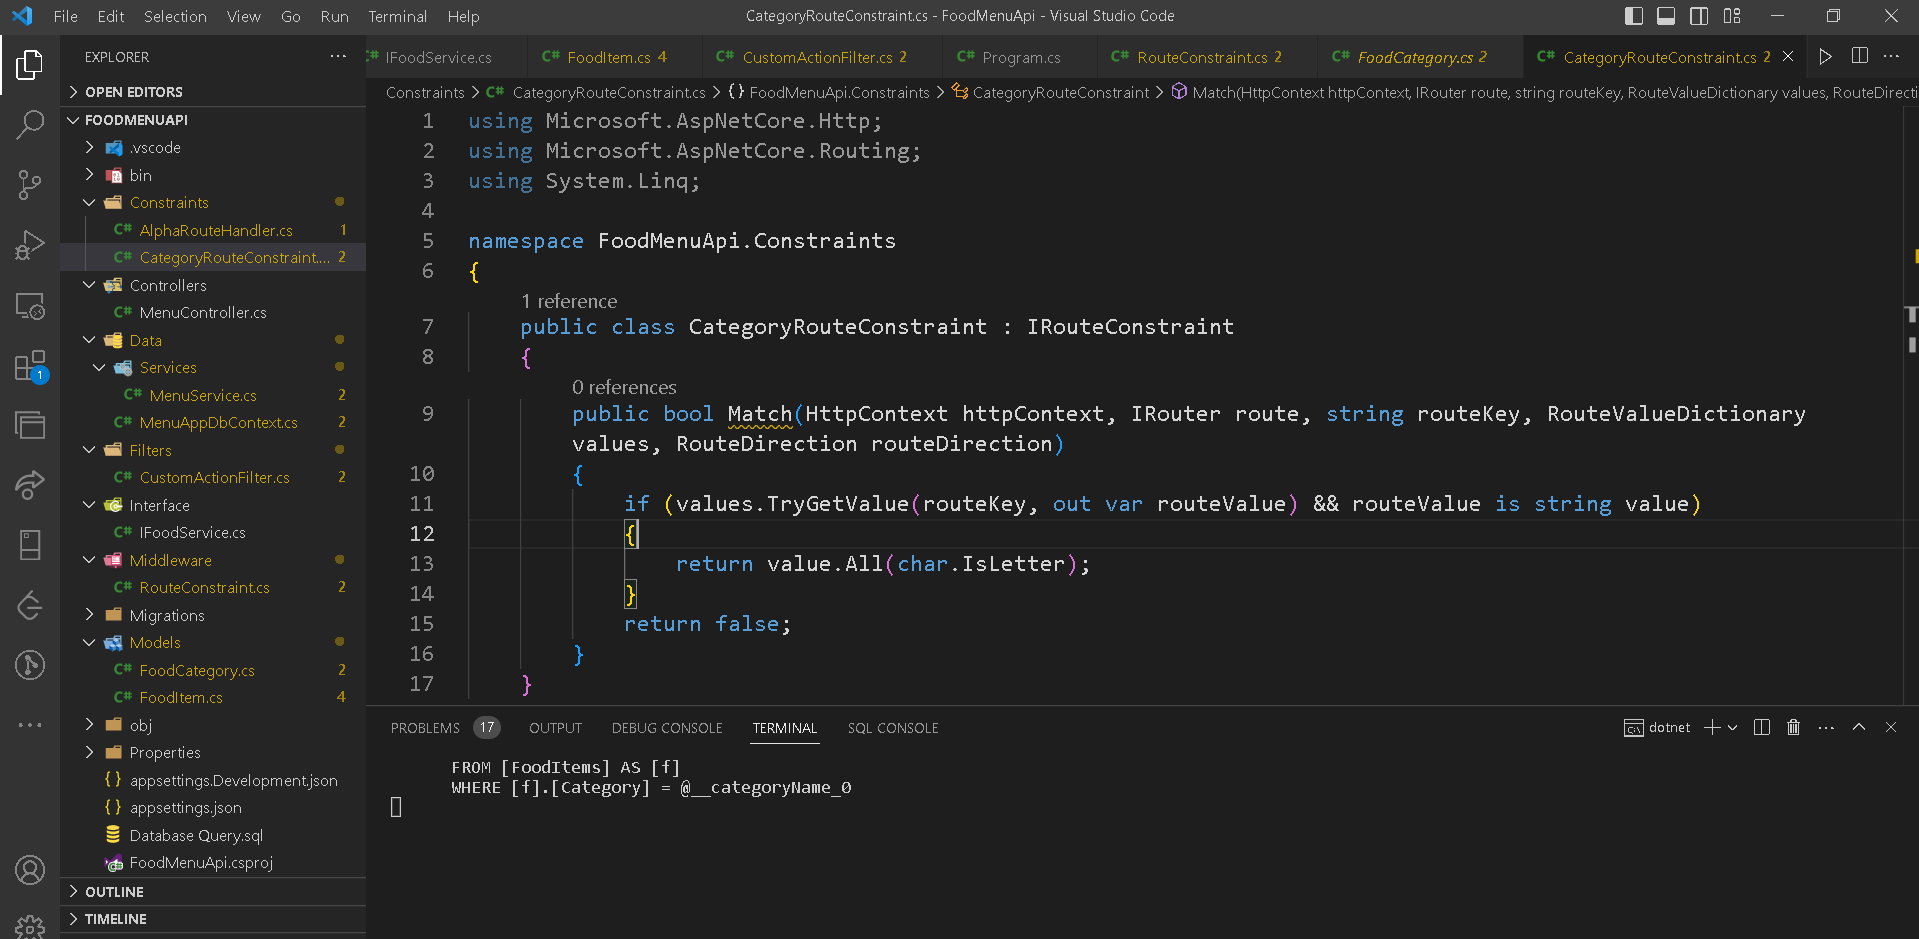 File Edit Selection View Go Run Terminal Help
CategoryRouteConstraint.cs - FoodMenuApi - Visual Studio Code
EXPLORER ···
OPEN EDITORS
FOODMENUAPI
.vscode
bin
Constraints
AlphaRouteHandler.cs 1
CategoryRouteConstraint.... 2
Controllers
MenuController.cs
Data
Services
MenuService.cs 2
MenuAppDbContext.cs 2
Filters
CustomActionFilter.cs 2
Interface
IFoodService.cs
Middleware
RouteConstraint.cs 2
Migrations
Models
FoodCategory.cs 2
FoodItem.cs 4
obj
Properties
{} appsettings.Development.json
{} appsettings.json
Database Query.sql
FoodMenuApi.csproj
OUTLINE
TIMELINE
1
IFoodService.cs FoodItem.cs 4 CustomActionFilter.cs 2 Program.cs RouteConstraint.cs 2 FoodCategory.cs 2 CategoryRouteConstraint.cs 2
Constraints > CategoryRouteConstraint.cs > {} FoodMenuApi.Constraints > CategoryRouteConstraint > Match(HttpContext httpContext, IRouter route, string routeKey, RouteValueDictionary values, RouteDirecti
1 using Microsoft.AspNetCore.Http;
2 using Microsoft.AspNetCore.Routing;
3 using System.Linq;
4
5 namespace FoodMenuApi.Constraints
6 {
1 reference
7 public class CategoryRouteConstraint : IRouteConstraint
8 {
0 references
9 public bool Match(HttpContext httpContext, IRouter route, string routeKey, RouteValueDictionary
values, RouteDirection routeDirection)
10 {
11 if (values.TryGetValue(routeKey, out var routeValue) && routeValue is string value)
12 {
13 return value.All(char.IsLetter);
14 }
15 return false;
16 }
17 }
PROBLEMS 17 OUTPUT DEBUG CONSOLE TERMINAL SQL CONSOLE dotnet
FROM [FoodItems] AS [f]
WHERE [f].[Category] = @__categoryName_0